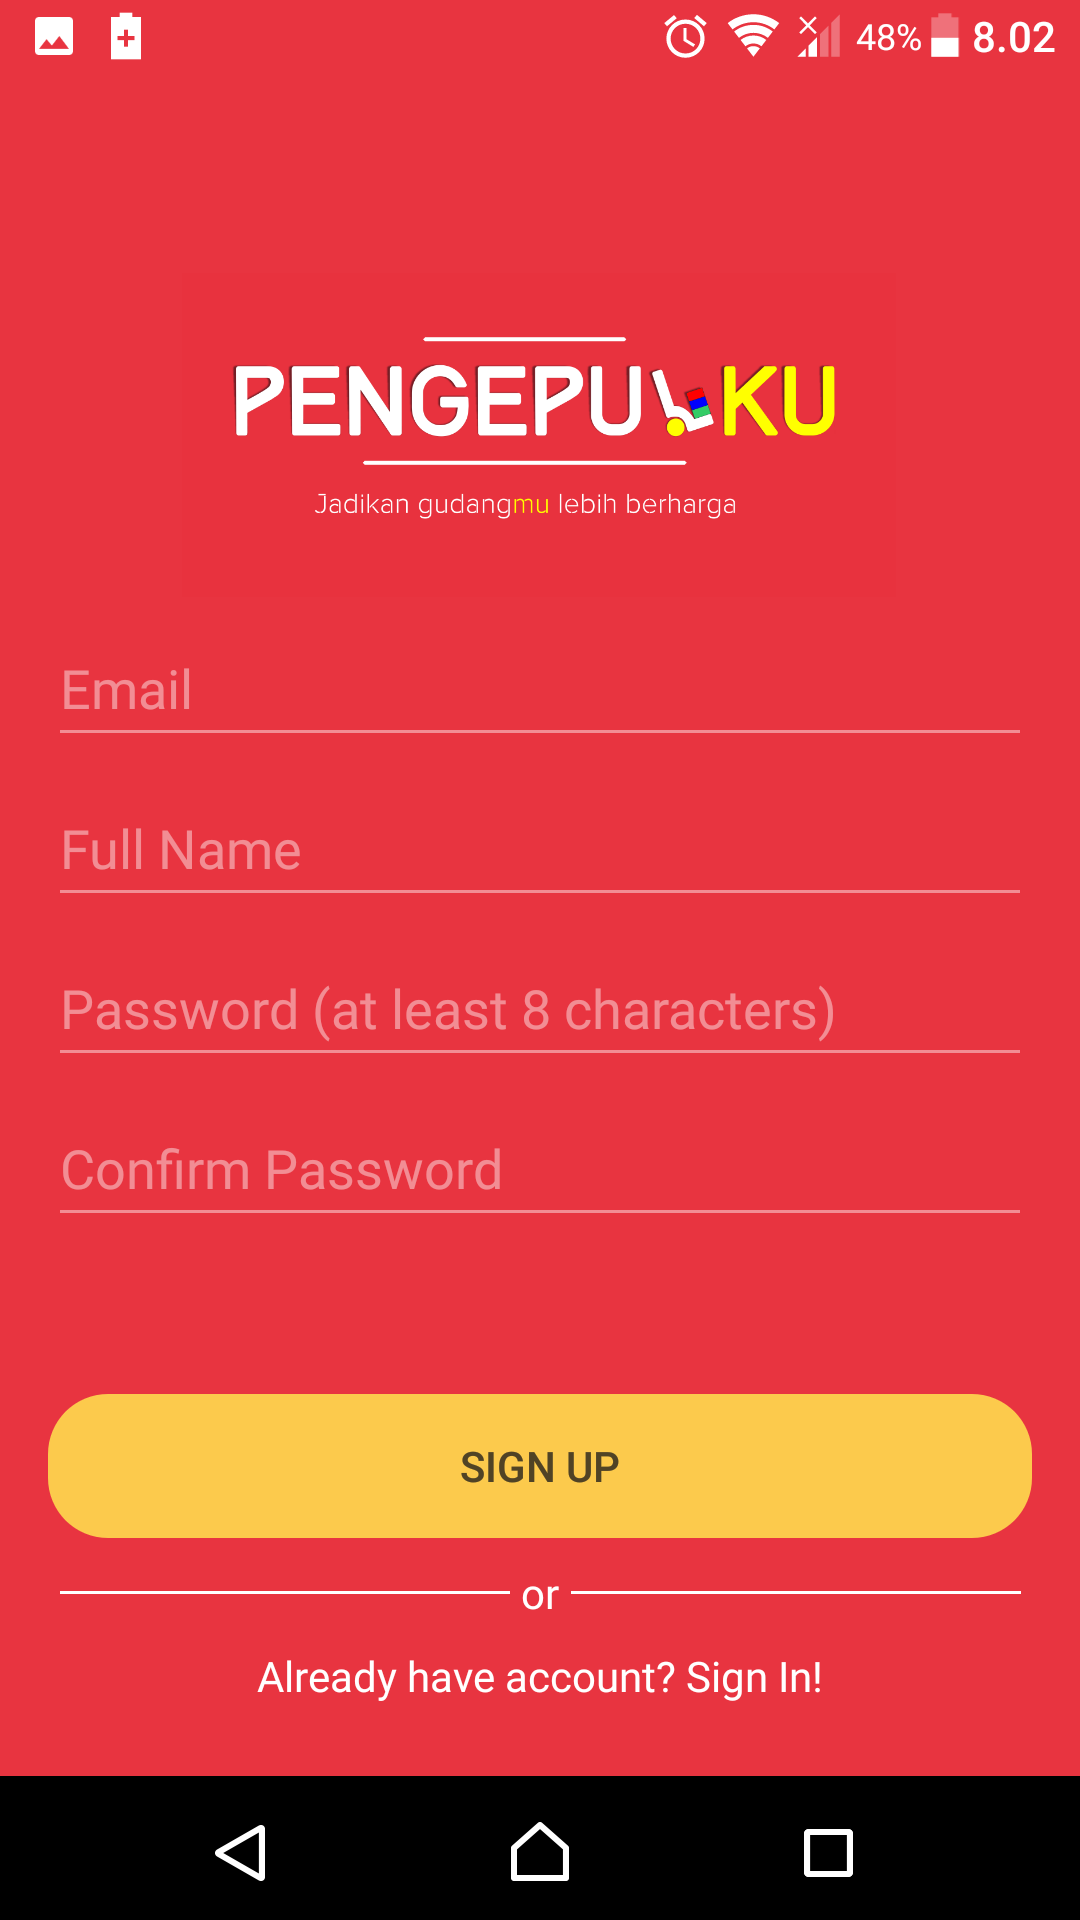 48% 8.02
PENGEPULKU
Jadikan gudangmu lebih berharga
Email
Full Name
Password (at least 8 characters)
Confirm Password
SIGN UP
or
Already have account? Sign In!